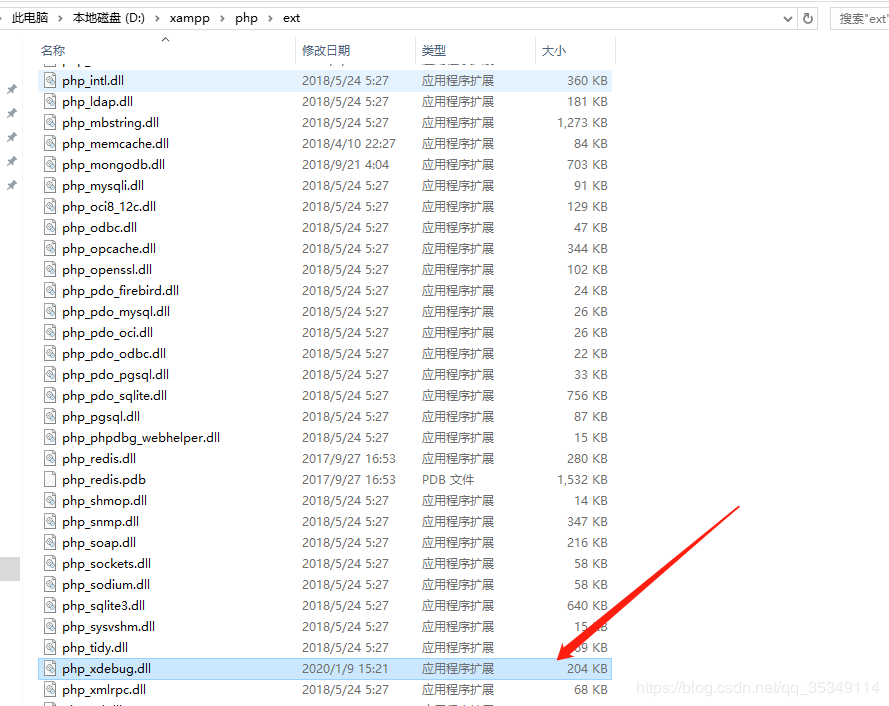 此电脑 › 本地磁盘 (D:) › xampp › php › ext 搜索"ext"
名称 修改日期 类型 大小
php_intl.dll 2018/5/24 5:27 应用程序扩展 360 KB
php_ldap.dll 2018/5/24 5:27 应用程序扩展 181 KB
php_mbstring.dll 2018/5/24 5:27 应用程序扩展 1,273 KB
php_memcache.dll 2018/4/10 22:27 应用程序扩展 84 KB
php_mongodb.dll 2018/9/21 4:04 应用程序扩展 703 KB
php_mysqli.dll 2018/5/24 5:27 应用程序扩展 91 KB
php_oci8_12c.dll 2018/5/24 5:27 应用程序扩展 129 KB
php_odbc.dll 2018/5/24 5:27 应用程序扩展 47 KB
php_opcache.dll 2018/5/24 5:27 应用程序扩展 344 KB
php_openssl.dll 2018/5/24 5:27 应用程序扩展 102 KB
php_pdo_firebird.dll 2018/5/24 5:27 应用程序扩展 24 KB
php_pdo_mysql.dll 2018/5/24 5:27 应用程序扩展 26 KB
php_pdo_oci.dll 2018/5/24 5:27 应用程序扩展 26 KB
php_pdo_odbc.dll 2018/5/24 5:27 应用程序扩展 22 KB
php_pdo_pgsql.dll 2018/5/24 5:27 应用程序扩展 33 KB
php_pdo_sqlite.dll 2018/5/24 5:27 应用程序扩展 756 KB
php_pgsql.dll 2018/5/24 5:27 应用程序扩展 87 KB
php_phpdbg_webhelper.dll 2018/5/24 5:27 应用程序扩展 15 KB
php_redis.dll 2017/9/27 16:53 应用程序扩展 280 KB
php_redis.pdb 2017/9/27 16:53 PDB 文件 1,532 KB
php_shmop.dll 2018/5/24 5:27 应用程序扩展 14 KB
php_snmp.dll 2018/5/24 5:27 应用程序扩展 347 KB
php_soap.dll 2018/5/24 5:27 应用程序扩展 216 KB
php_sockets.dll 2018/5/24 5:27 应用程序扩展 58 KB
php_sodium.dll 2018/5/24 5:27 应用程序扩展 58 KB
php_sqlite3.dll 2018/5/24 5:27 应用程序扩展 640 KB
php_sysvshm.dll 2018/5/24 5:27 应用程序扩展 15 KB
php_tidy.dll 2018/5/24 5:27 应用程序扩展 KB
php_xdebug.dll 2020/1/9 15:21 应用程序扩展 204 KB
php_xmlrpc.dll 2018/5/24 5:27 应用程序扩展 68 KB
https://blog.csdn.net/qq_35349114